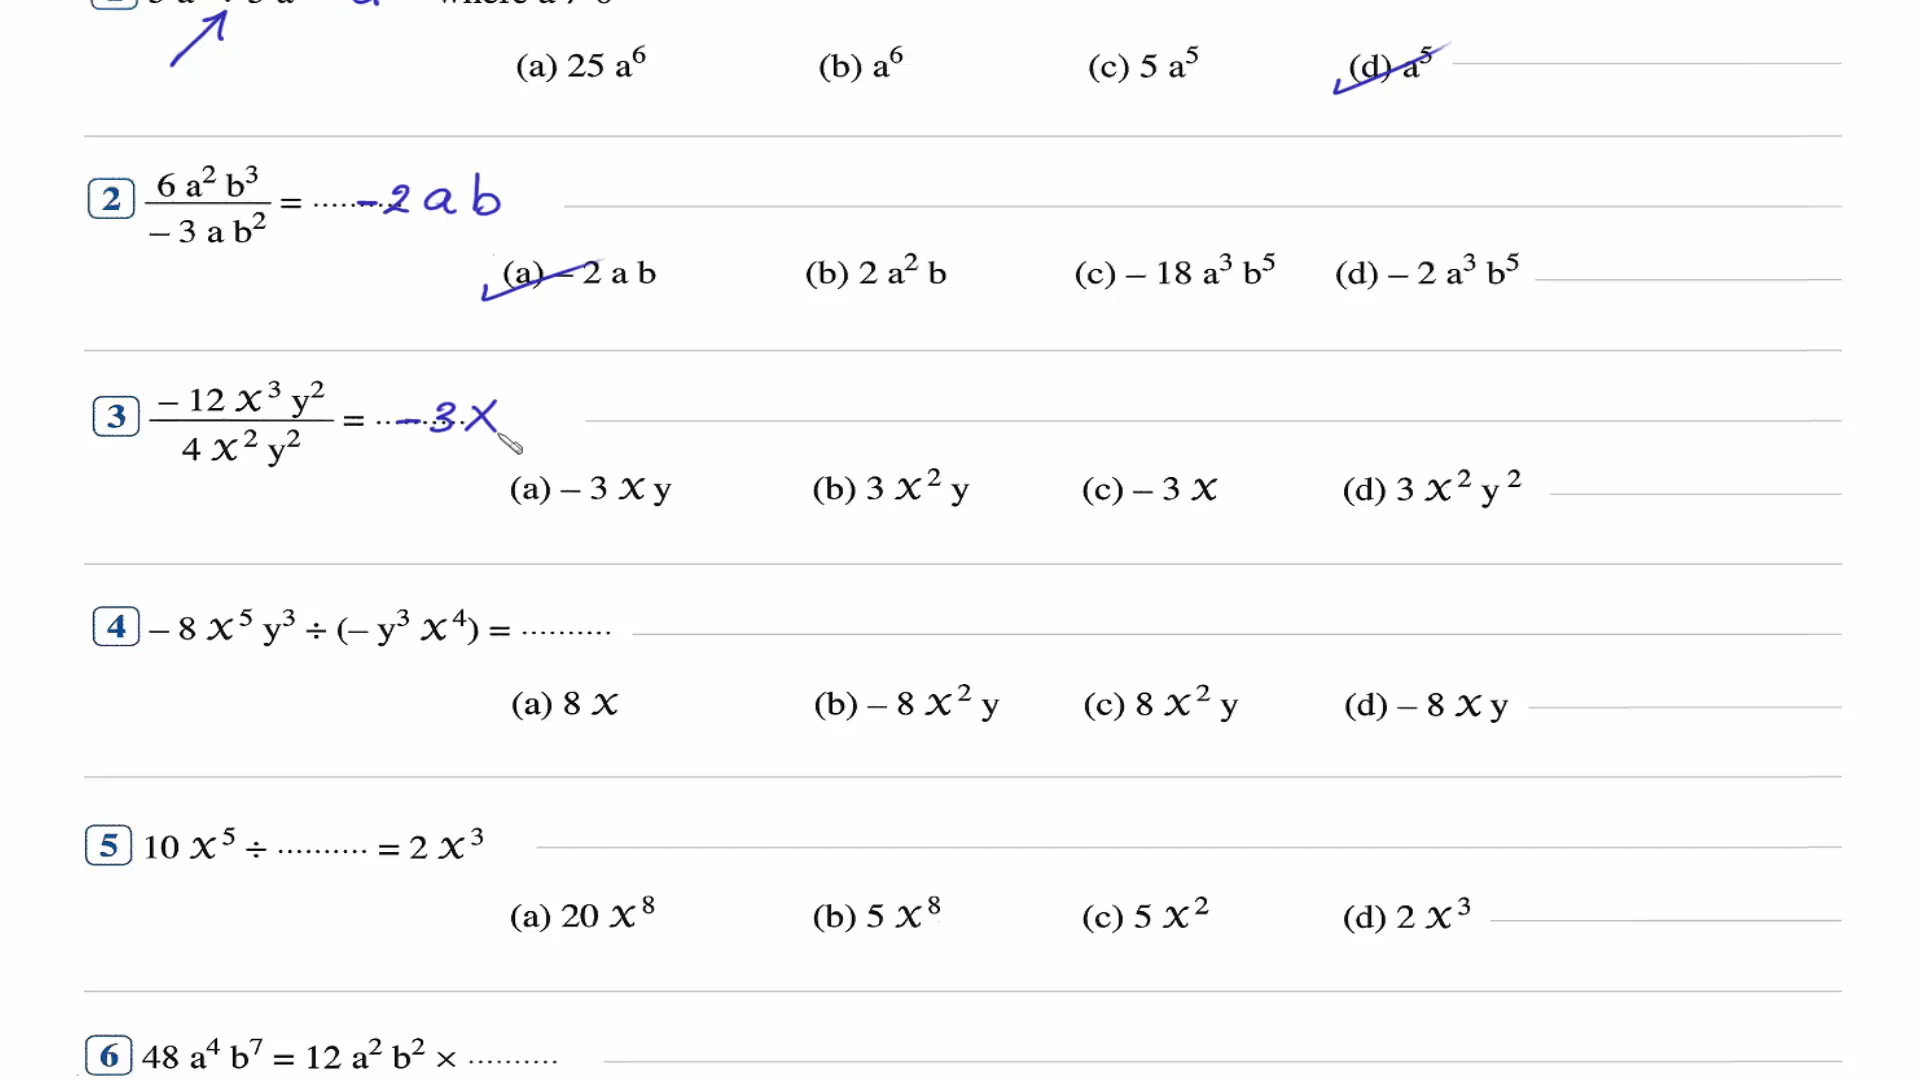 (a) 25 a⁶ (b) a⁶ (c) 5 a⁵ (d) a⁵
2 6 a² b³ / – 3 a b² = .......... -2 a b
(a) – 2 a b (b) 2 a² b (c) – 18 a³ b⁵ (d) – 2 a³ b⁵
3 – 12 x³ y² / 4 x² y² = .......... -3x
(a) – 3 x y (b) 3 x² y (c) – 3 x (d) 3 x² y²
4 – 8 x⁵ y³ ÷ (– y³ x⁴) = ..........
(a) 8 x (b) – 8 x² y (c) 8 x² y (d) – 8 x y
5 10 x⁵ ÷ .......... = 2 x³
(a) 20 x⁸ (b) 5 x⁸ (c) 5 x² (d) 2 x³
6 48 a⁴ b⁷ = 12 a² b² × ..........